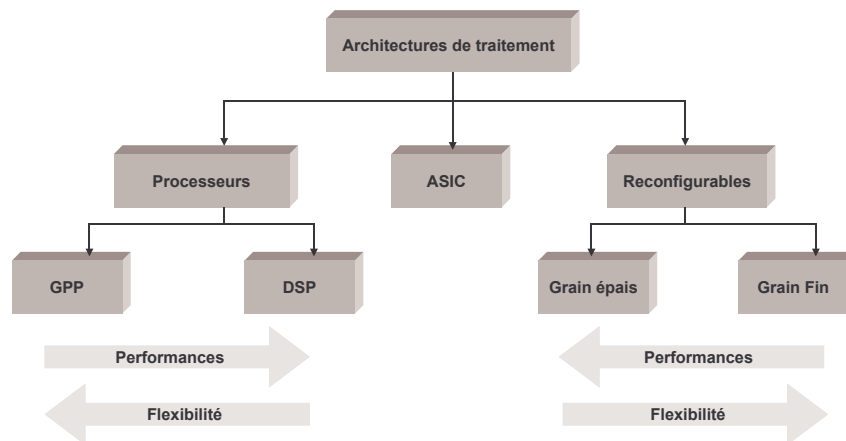 Architectures de traitement
Processeurs
ASIC
Reconfigurables
GPP
DSP
Grain épais
Grain Fin
Performances
Performances
Flexibilité
Flexibilité